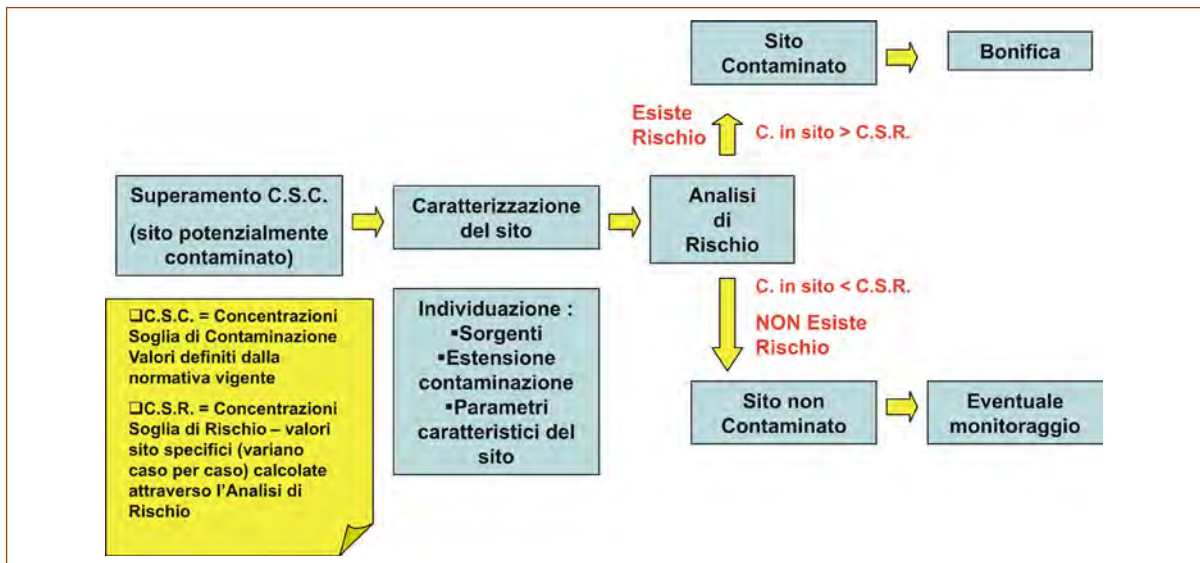 Superamento C.S.C.
(sito potenzialmente
contaminato)
Caratterizzazione
del sito
Analisi
di
Rischio
Esiste
Rischio
C. in sito > C.S.R.
Sito
Contaminato
Bonifica
C. in sito < C.S.R.
NON Esiste
Rischio
Sito non
Contaminato
Eventuale
monitoraggio
❑C.S.C. = Concentrazioni
Soglia di Contaminazione
Valori definiti dalla
normativa vigente
❑C.S.R. = Concentrazioni
Soglia di Rischio – valori
sito specifici (variano
caso per caso) calcolate
attraverso l'Analisi di
Rischio
Individuazione :
▪Sorgenti
▪Estensione
contaminazione
▪Parametri
caratteristici del
sito